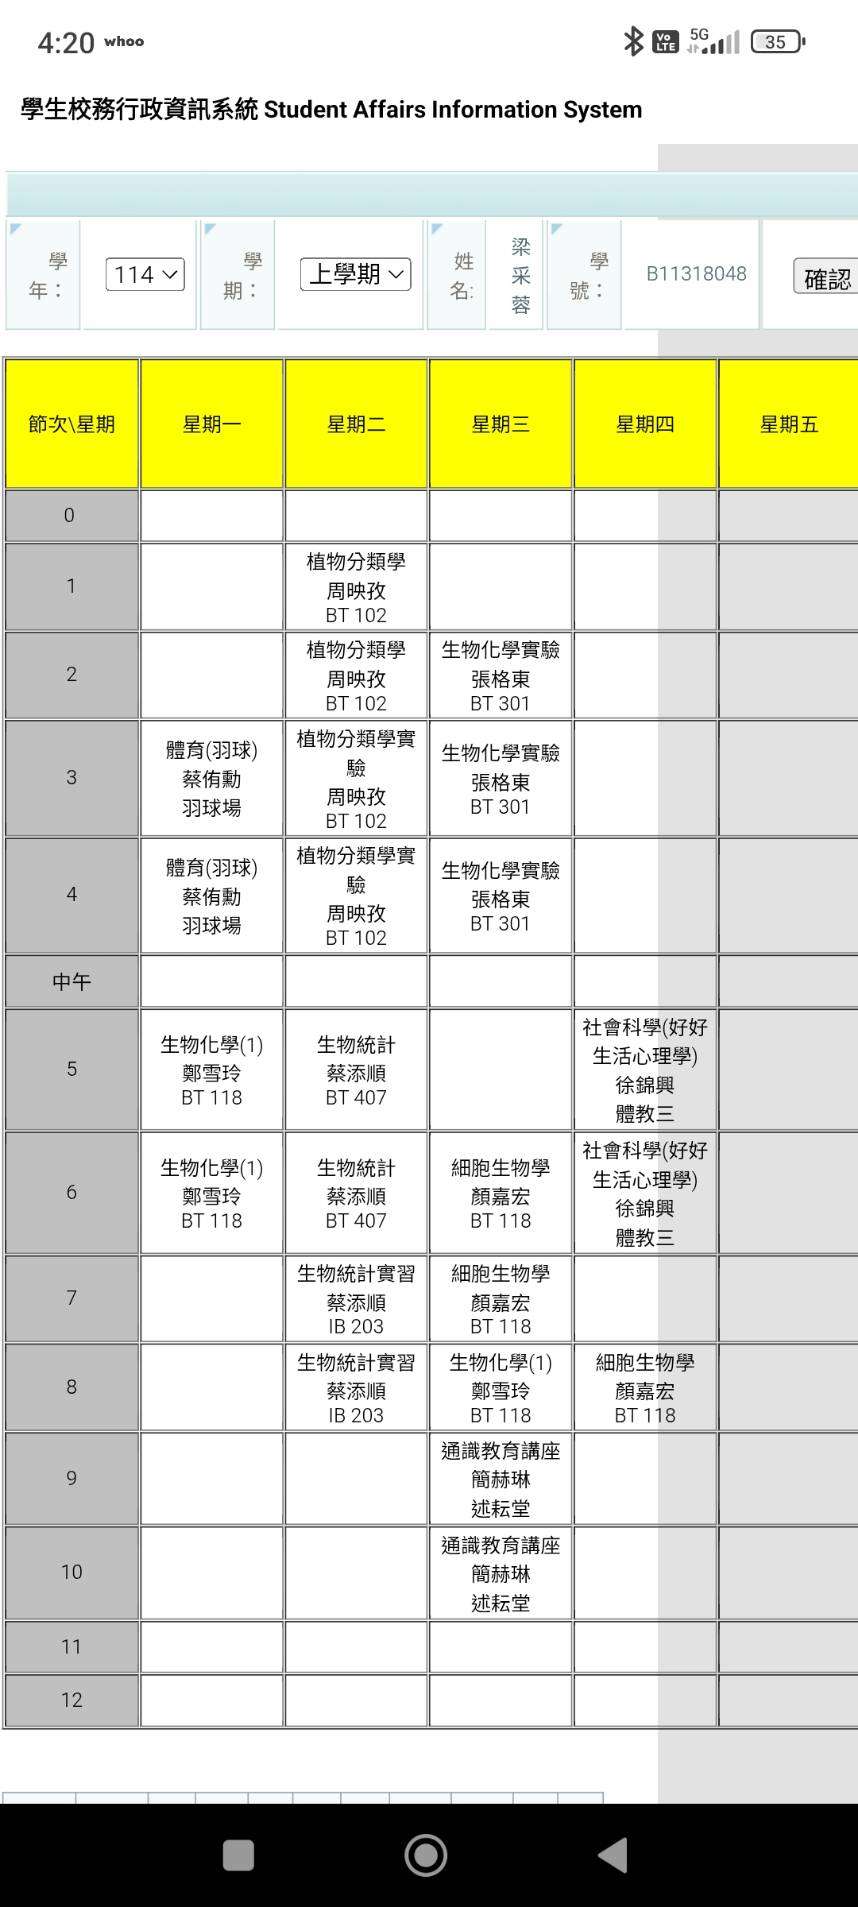 4:20 whoo 5G Vo LTE 35
學生校務行政資訊系統 Student Affairs Information System
學年： 114 學期： 上學期 姓名: 梁采蓉 學號： B11318048 確認
節次\星期 星期一 星期二 星期三 星期四 星期五
0
1
植物分類學
周映孜
BT 102
2
植物分類學
周映孜
BT 102
生物化學實驗
張格東
BT 301
3
體育(羽球)
蔡侑勳
羽球場
植物分類學實
驗
周映孜
BT 102
生物化學實驗
張格東
BT 301
4
體育(羽球)
蔡侑勳
羽球場
植物分類學實
驗
周映孜
BT 102
生物化學實驗
張格東
BT 301
中午
5
生物化學(1)
鄭雪玲
BT 118
生物統計
蔡添順
BT 407
社會科學(好好
生活心理學)
徐錦興
體教三
6
生物化學(1)
鄭雪玲
BT 118
生物統計
蔡添順
BT 407
細胞生物學
顏嘉宏
BT 118
社會科學(好好
生活心理學)
徐錦興
體教三
7
生物統計實習
蔡添順
IB 203
細胞生物學
顏嘉宏
BT 118
8
生物統計實習
蔡添順
IB 203
生物化學(1)
鄭雪玲
BT 118
細胞生物學
顏嘉宏
BT 118
9
通識教育講座
簡赫琳
述耘堂
10
通識教育講座
簡赫琳
述耘堂
11
12